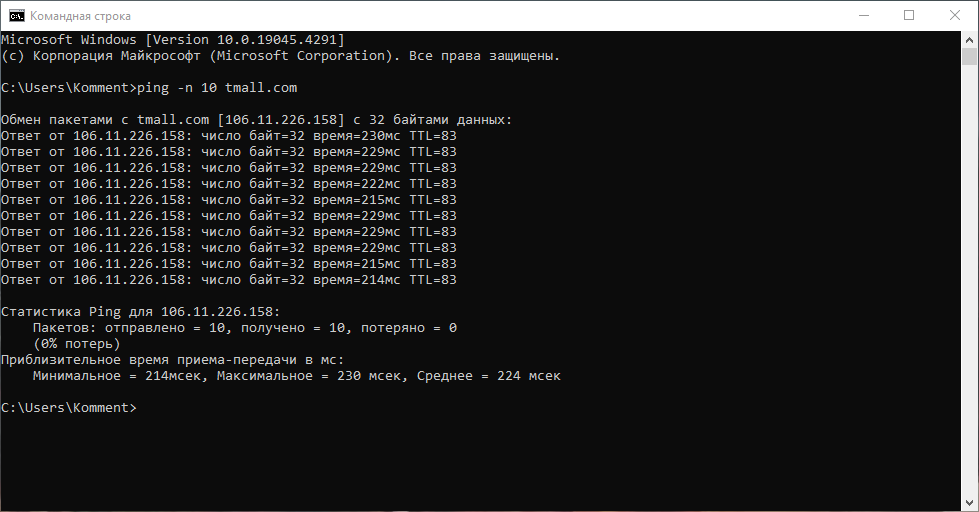 Командная строка
Microsoft Windows [Version 10.0.19045.4291]
(c) Корпорация Майкрософт (Microsoft Corporation). Все права защищены.
C:\Users\Komment>ping -n 10 tmall.com
Обмен пакетами с tmall.com [106.11.226.158] с 32 байтами данных:
Ответ от 106.11.226.158: число байт=32 время=230мс TTL=83
Ответ от 106.11.226.158: число байт=32 время=229мс TTL=83
Ответ от 106.11.226.158: число байт=32 время=229мс TTL=83
Ответ от 106.11.226.158: число байт=32 время=222мс TTL=83
Ответ от 106.11.226.158: число байт=32 время=215мс TTL=83
Ответ от 106.11.226.158: число байт=32 время=229мс TTL=83
Ответ от 106.11.226.158: число байт=32 время=229мс TTL=83
Ответ от 106.11.226.158: число байт=32 время=229мс TTL=83
Ответ от 106.11.226.158: число байт=32 время=215мс TTL=83
Ответ от 106.11.226.158: число байт=32 время=214мс TTL=83
Статистика Ping для 106.11.226.158:
Пакетов: отправлено = 10, получено = 10, потеряно = 0
(0% потерь)
Приблизительное время приема-передачи в мс:
Минимальное = 214мсек, Максимальное = 230 мсек, Среднее = 224 мсек
C:\Users\Komment>